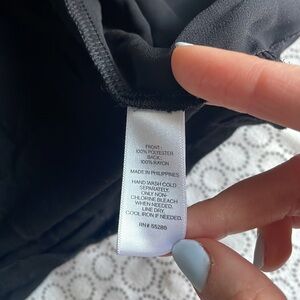 FRONT:
100% POLYESTER
BACK:
100% RAYON
MADE IN PHILIPPINES
HAND WASH COLD
SEPARATELY.
ONLY NON-
CHLORINE BLEACH
WHEN NEEDED.
LINE DRY.
COOL IRON IF NEEDED.
RN# 55285